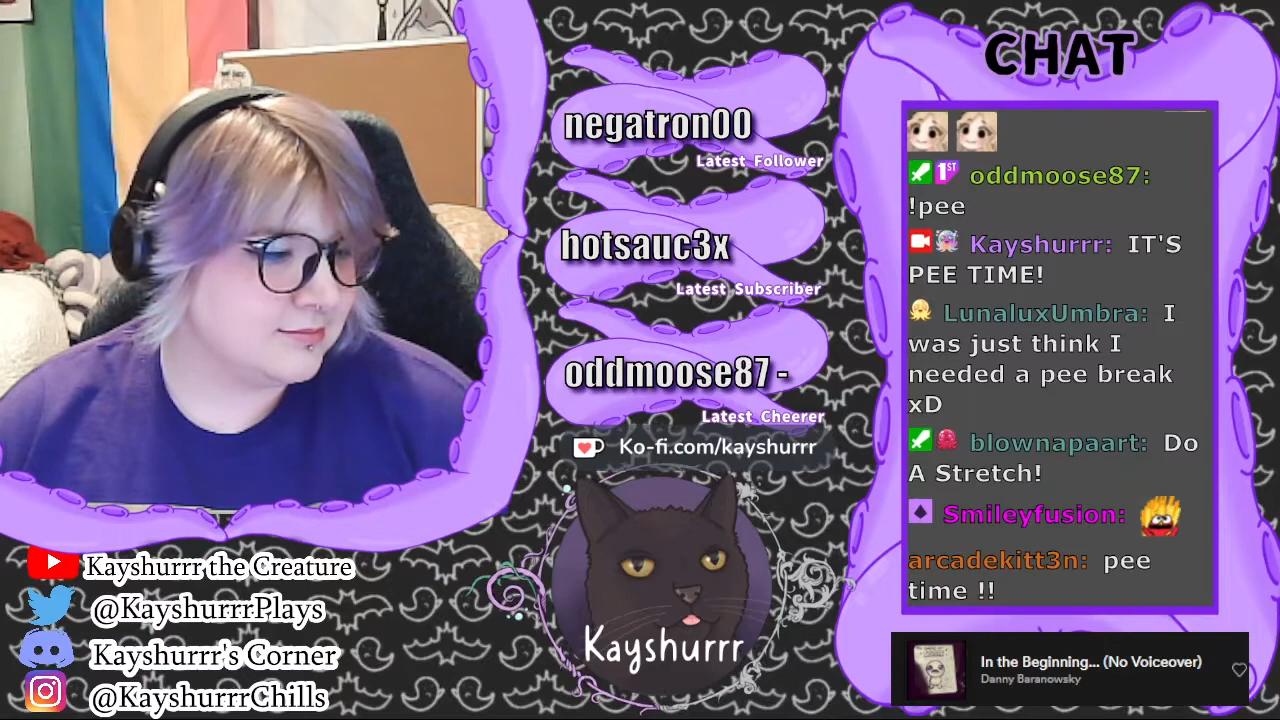 negatron00
Latest Follower
hotsauc3x
Latest Subscriber
oddmoose87 -
Latest Cheerer
Ko-fi.com/kayshurrr
Kayshurrr
Kayshurrr the Creature
@KayshurrrPlays
Kayshurrr's Corner
@KayshurrrChills
CHAT
1ST oddmoose87:
!pee
Kayshurrr: IT'S
PEE TIME!
LunaluxUmbra: I
was just think I
needed a pee break
xD
blownapaart: Do
A Stretch!
Smileyfusion:
arcadekitt3n: pee
time !!
In the Beginning... (No Voiceover)
Danny Baranowsky